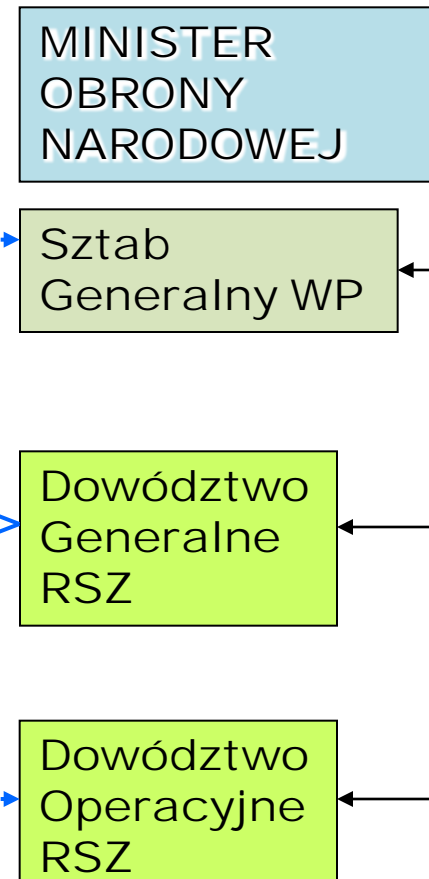 MINISTER
OBRONY
NARODOWEJ
Sztab
Generalny WP
Dowództwo
Generalne
RSZ
Dowództwo
Operacyjne
RSZ